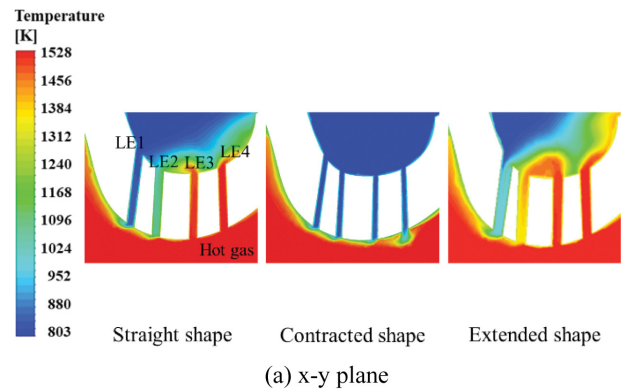 Temperature
[K]
1528
1456
1384
1312
1240
1168
1096
1024
952
880
803
LE1
LE2
LE3
LE4
Hot gas
Straight shape
Contracted shape
Extended shape
(a) x-y plane